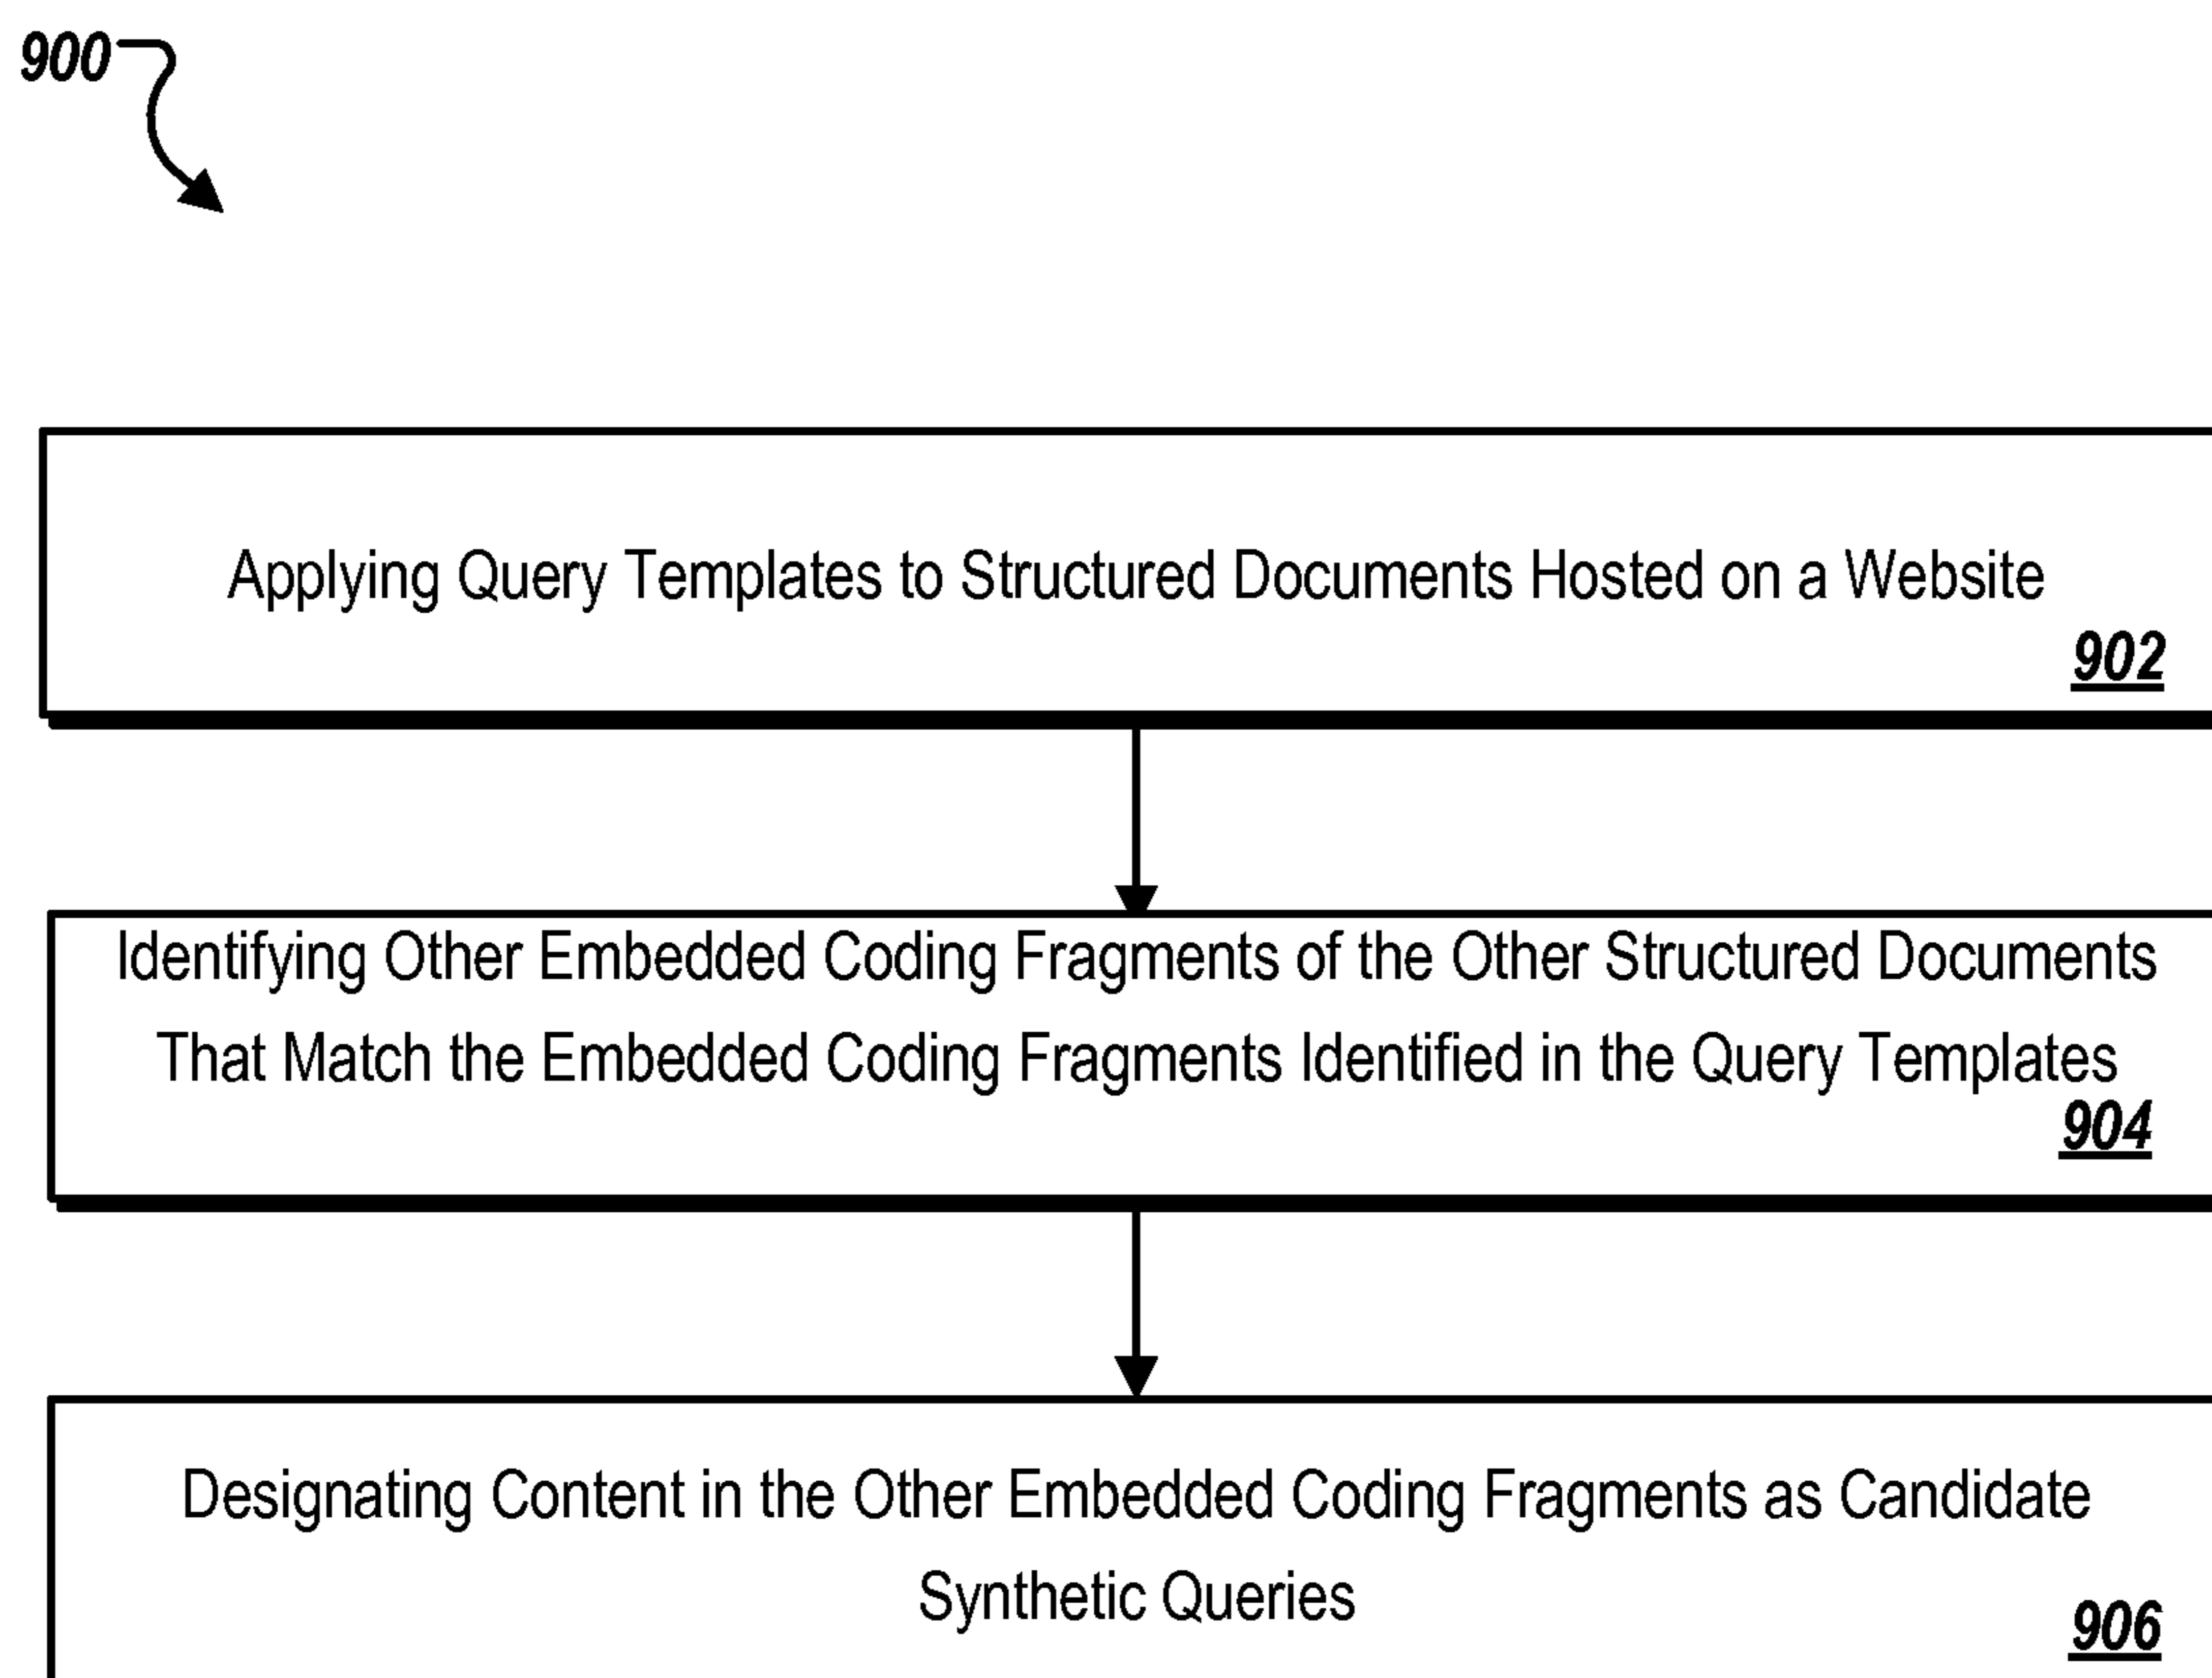 900
Applying Query Templates to Structured Documents Hosted on a Website
902
Identifying Other Embedded Coding Fragments of the Other Structured Documents
That Match the Embedded Coding Fragments Identified in the Query Templates
904
Designating Content in the Other Embedded Coding Fragments as Candidate
Synthetic Queries
906